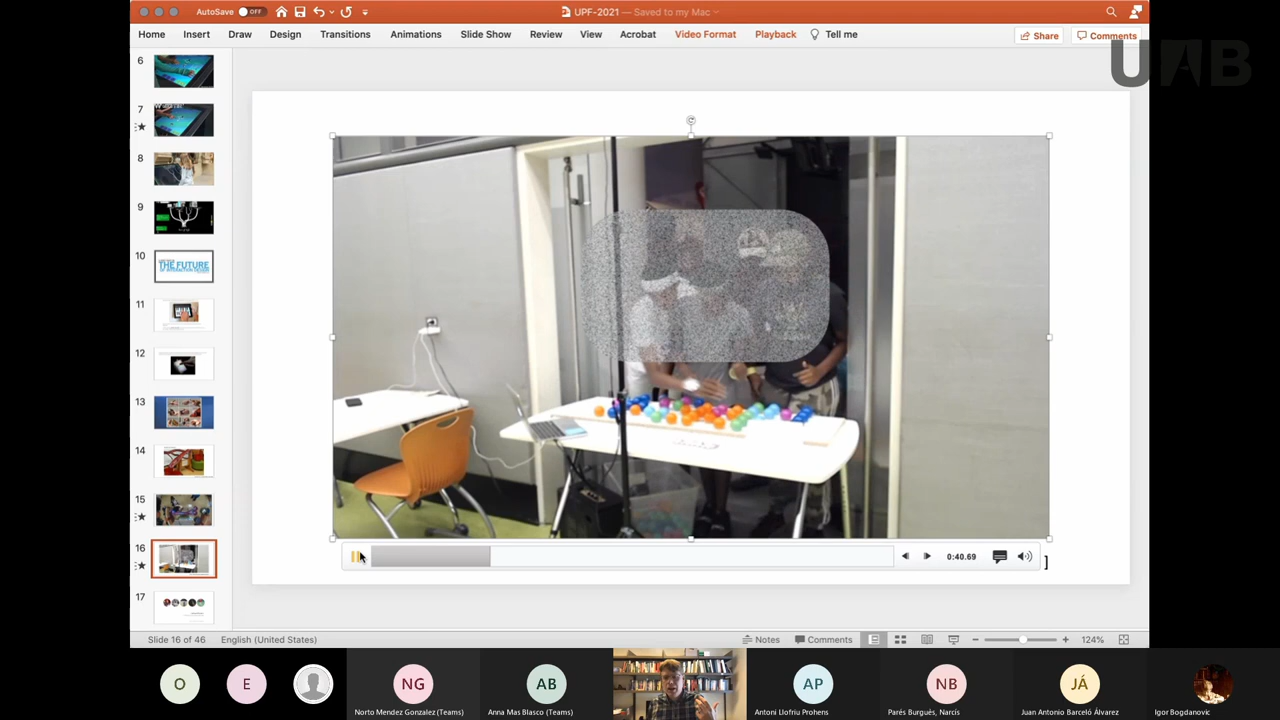 AutoSave OFF
UPF-2021 — Saved to my Mac
Home Insert Draw Design Transitions Animations Slide Show Review View Acrobat Video Format Playback Tell me Share Comments
UAB
6
7
8
9
10
THE FUTURE
11
12
13
14
15
16
17
0:40.69
]
Slide 16 of 46 English (United States) Notes Comments 124%
O E NG AB AP NB JÁ
Norto Mendez Gonzalez (Teams) Anna Mas Blasco (Teams) Antoni Llofriu Prohens Parés Burguès, Narcís Juan Antonio Barceló Álvarez Igor Bogdanovic